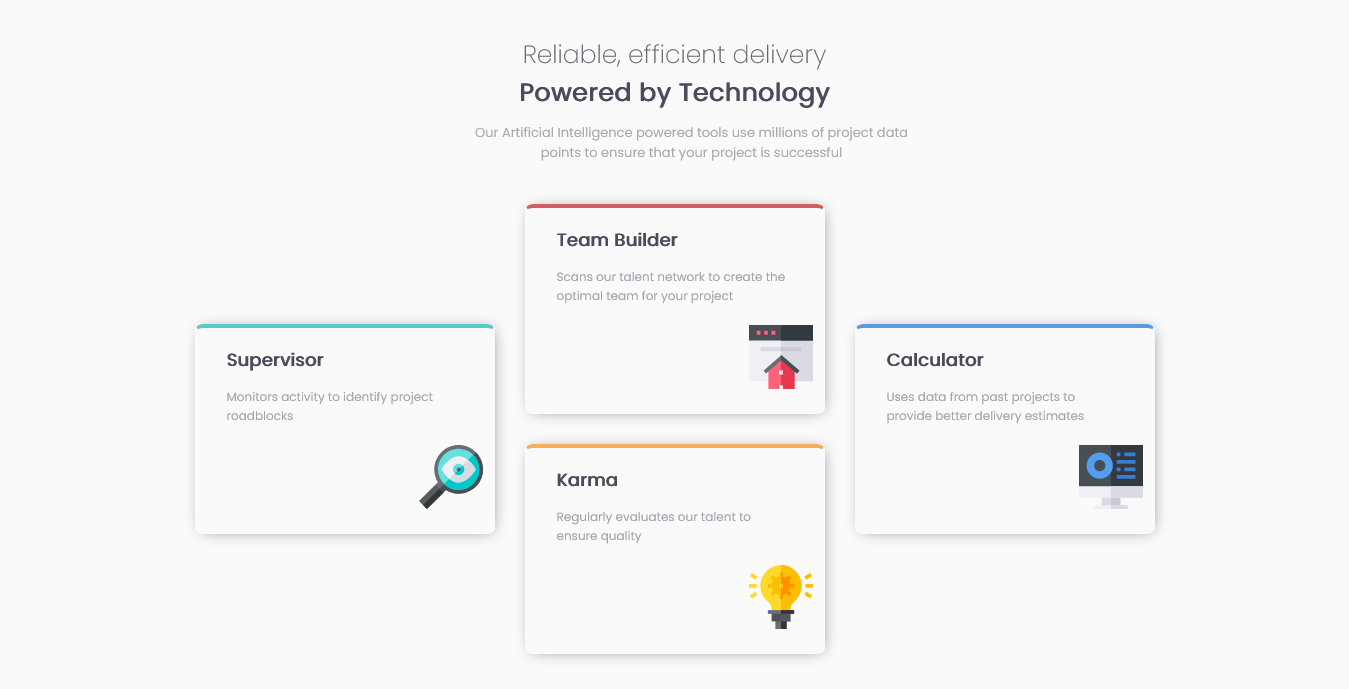 Reliable, efficient delivery
Powered by Technology
Our Artificial Intelligence powered tools use millions of project data
points to ensure that your project is successful
Team Builder
Scans our talent network to create the
optimal team for your project
Supervisor
Monitors activity to identify project
roadblocks
Calculator
Uses data from past projects to
provide better delivery estimates
Karma
Regularly evaluates our talent to
ensure quality